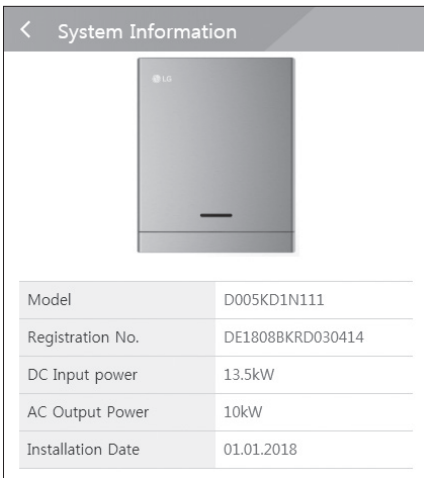 System Information
LG
Model D005KD1N111
Registration No. DE1808BKRD030414
DC Input power 13.5kW
AC Output Power 10kW
Installation Date 01.01.2018